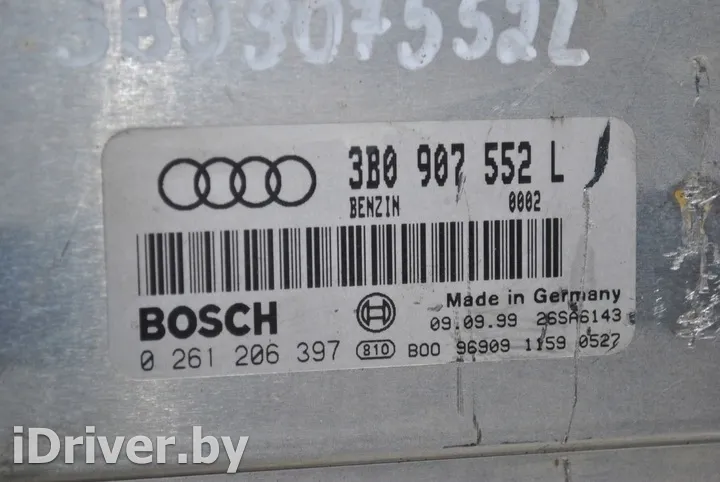 3B0907552L
3B0 907 552 L
BENZIN 0002
BOSCH
Made in Germany
09.09.99 26SA6143
0 261 206 397 810 B00 96909 1159 0527
iDriver.by